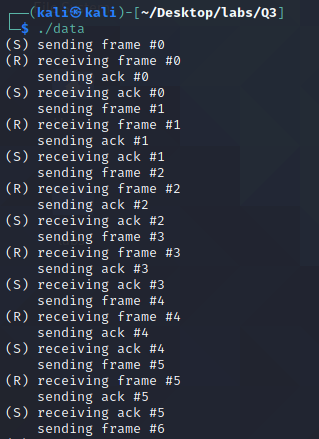 ┌──(kali㉿kali)-[~/Desktop/labs/Q3]
└─$ ./data
(S) sending frame #0
(R) receiving frame #0
    sending ack #0
(S) receiving ack #0
    sending frame #1
(R) receiving frame #1
    sending ack #1
(S) receiving ack #1
    sending frame #2
(R) receiving frame #2
    sending ack #2
(S) receiving ack #2
    sending frame #3
(R) receiving frame #3
    sending ack #3
(S) receiving ack #3
    sending frame #4
(R) receiving frame #4
    sending ack #4
(S) receiving ack #4
    sending frame #5
(R) receiving frame #5
    sending ack #5
(S) receiving ack #5
    sending frame #6